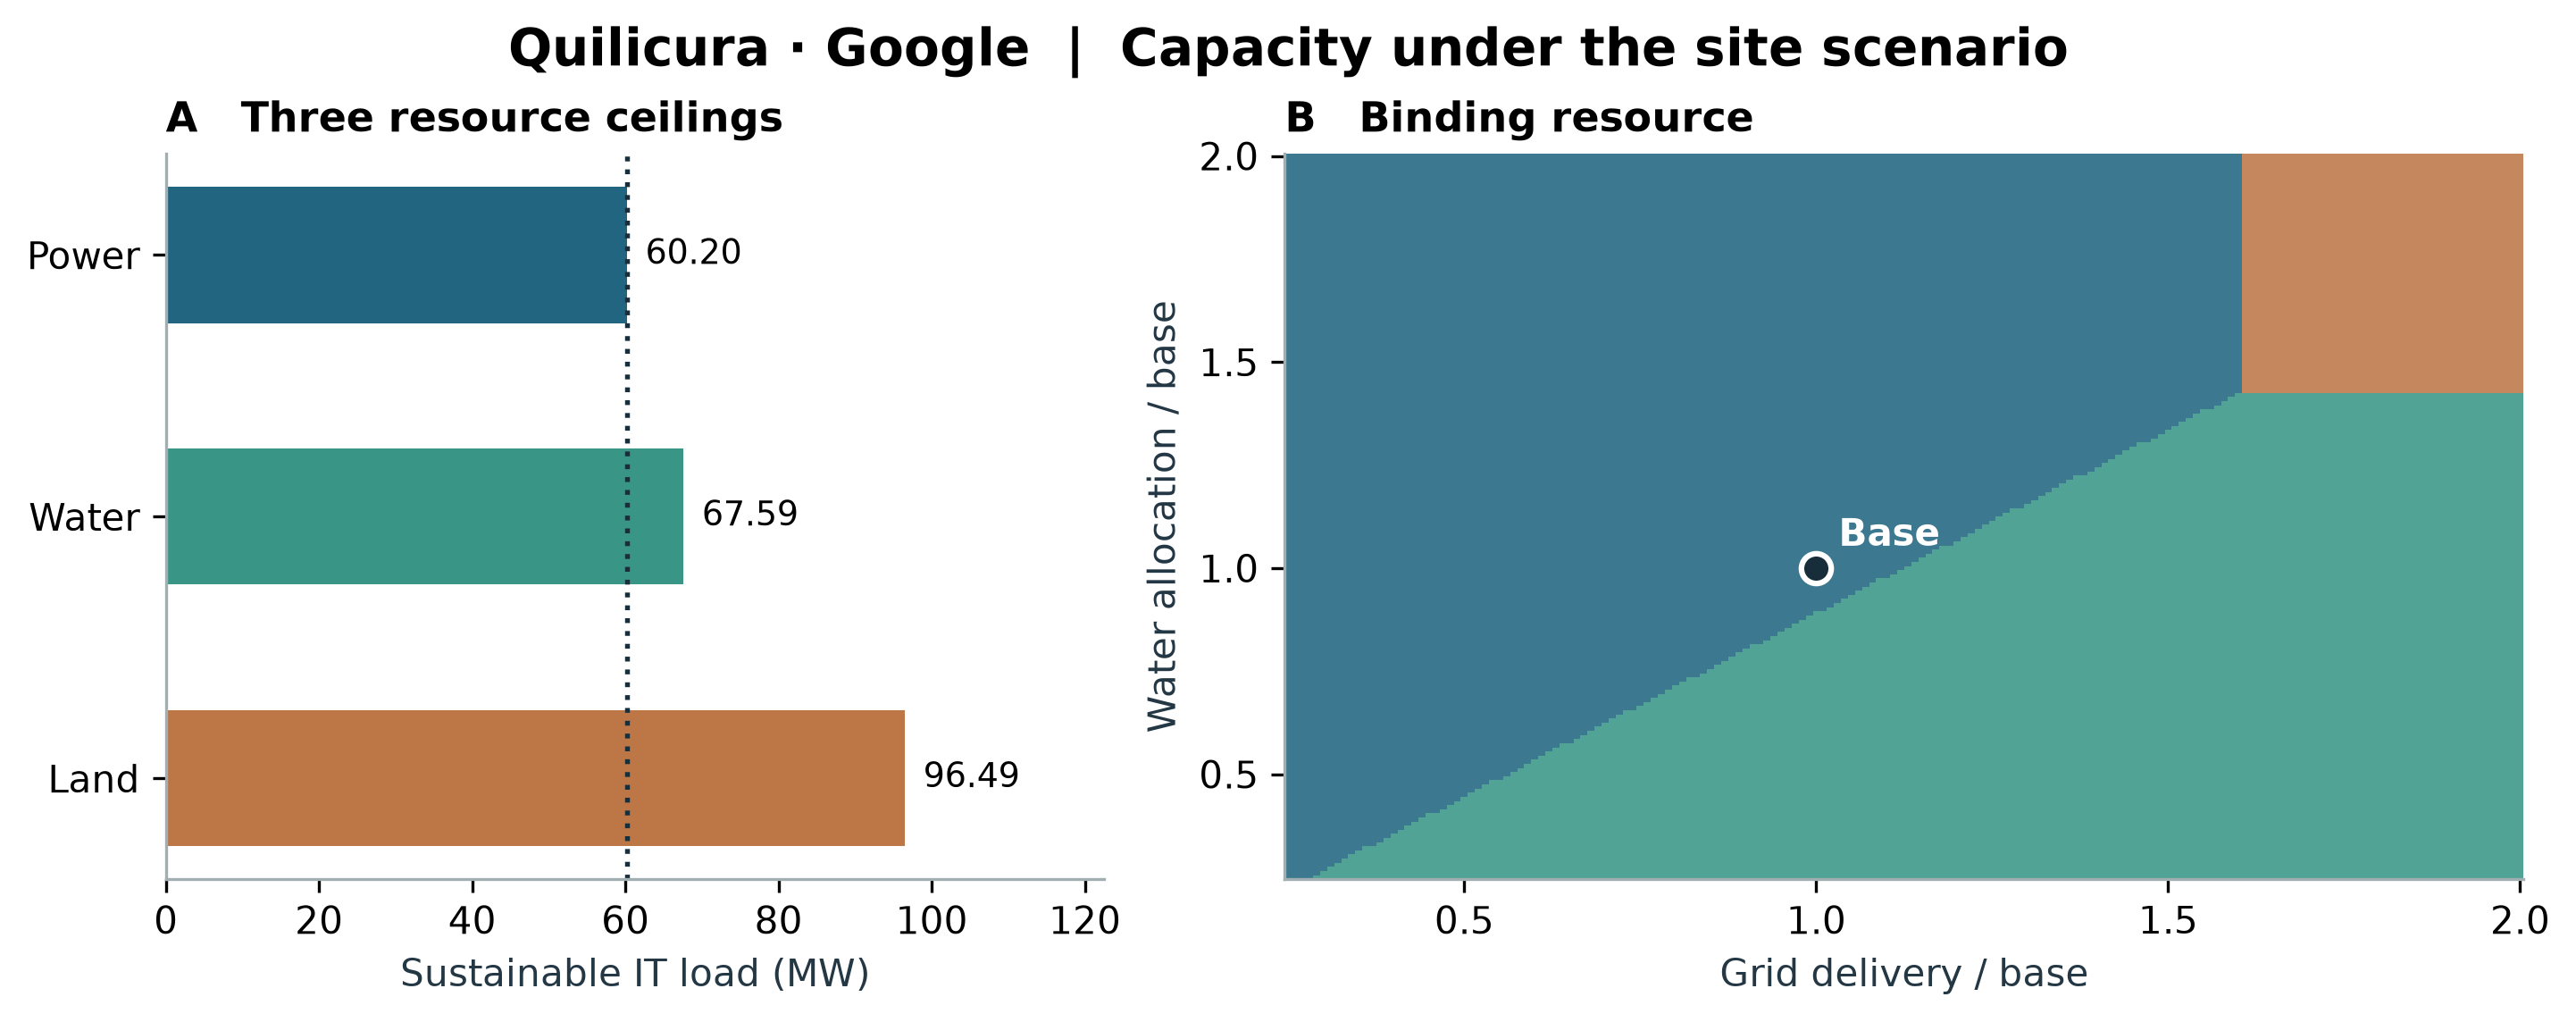 Quilicura · Google | Capacity under the site scenario
A Three resource ceilings
Power
Water
Land
60.20
67.59
96.49
0 20 40 60 80 100 120
Sustainable IT load (MW)
B Binding resource
Water allocation / base
2.0
1.5
1.0
0.5
Base
0.5 1.0 1.5 2.0
Grid delivery / base